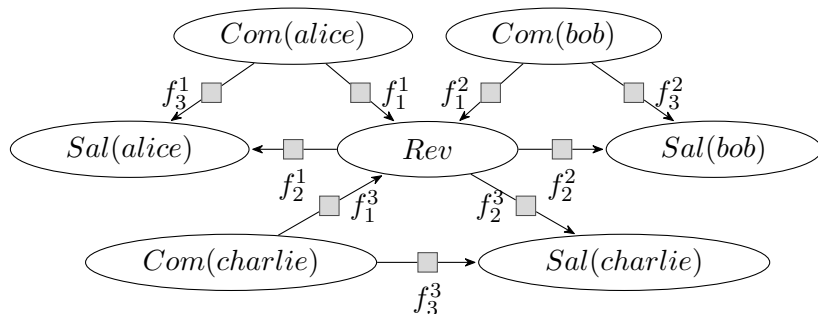 Com(alice) Com(bob)
f_3^1 f_1^1 f_1^2 f_3^2
Sal(alice) Rev Sal(bob)
f_2^1 f_1^3 f_2^3 f_2^2
Com(charlie) Sal(charlie)
f_3^3